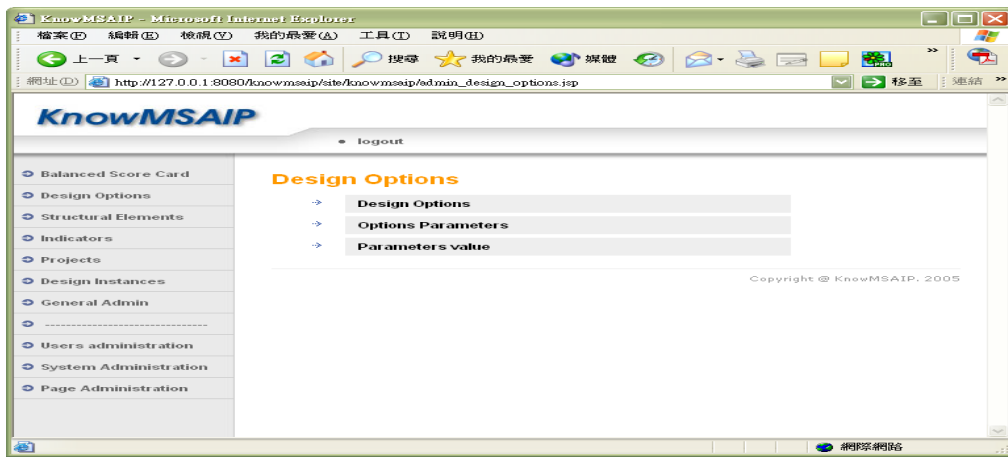 KnowMSAIP - Microsoft Internet Explorer
檔案(F) 編輯(E) 檢視(V) 我的最愛(A) 工具(T) 說明(H)
上一頁 搜尋 我的最愛 媒體
網址(D) http://127.0.0.1:8080/knowmsaip/site/knowmsaip/admin_design_options.jsp 移至 連結 »
KnowMSAIP
logout
Balanced Score Card
Design Options
Structural Elements
Indicators
Projects
Design Instances
General Admin
------------------------------
Users administration
System Administration
Page Administration
Design Options
Design Options
Options Parameters
Parameters value
Copyright @ KnowMSAIP. 2005
網際網路